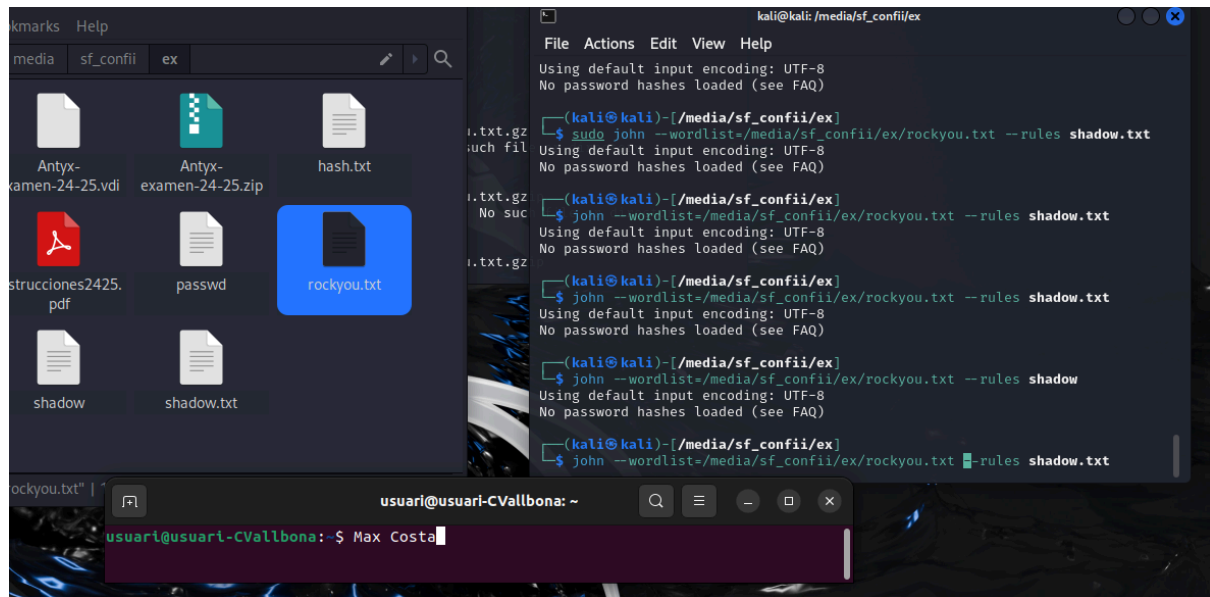 okmarks Help
media sf_confii ex
Antyx-
xamen-24-25.vdi
Antyx-
examen-24-25.zip
hash.txt
strucciones2425.
pdf
passwd
rockyou.txt
shadow
shadow.txt
ockyou.txt" |
u.txt.gz
such fil
u.txt.gz
No suc
u.txt.gz
kali@kali: /media/sf_confii/ex
File Actions Edit View Help
Using default input encoding: UTF-8
No password hashes loaded (see FAQ)
(kali㉿kali)-[/media/sf_confii/ex]
$ sudo john --wordlist=/media/sf_confii/ex/rockyou.txt --rules shadow.txt
Using default input encoding: UTF-8
No password hashes loaded (see FAQ)
(kali㉿kali)-[/media/sf_confii/ex]
$ john --wordlist=/media/sf_confii/ex/rockyou.txt --rules shadow.txt
Using default input encoding: UTF-8
No password hashes loaded (see FAQ)
(kali㉿kali)-[/media/sf_confii/ex]
$ john --wordlist=/media/sf_confii/ex/rockyou.txt --rules shadow.txt
Using default input encoding: UTF-8
No password hashes loaded (see FAQ)
(kali㉿kali)-[/media/sf_confii/ex]
$ john --wordlist=/media/sf_confii/ex/rockyou.txt --rules shadow
Using default input encoding: UTF-8
No password hashes loaded (see FAQ)
(kali㉿kali)-[/media/sf_confii/ex]
$ john --wordlist=/media/sf_confii/ex/rockyou.txt --rules shadow.txt
usuari@usuari-CVallbona: ~
usuari@usuari-CVallbona:~$ Max Costa